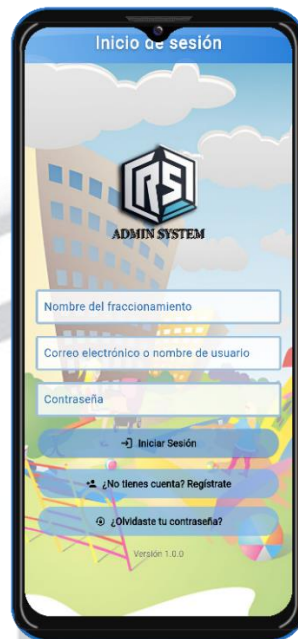 Inicio de sesión
ADMIN SYSTEM
Nombre del fraccionamiento
Correo electrónico o nombre de usuario
Contraseña
Iniciar Sesión
¿No tienes cuenta? Regístrate
¿Olvidaste tu contraseña?
Versión 1.0.0